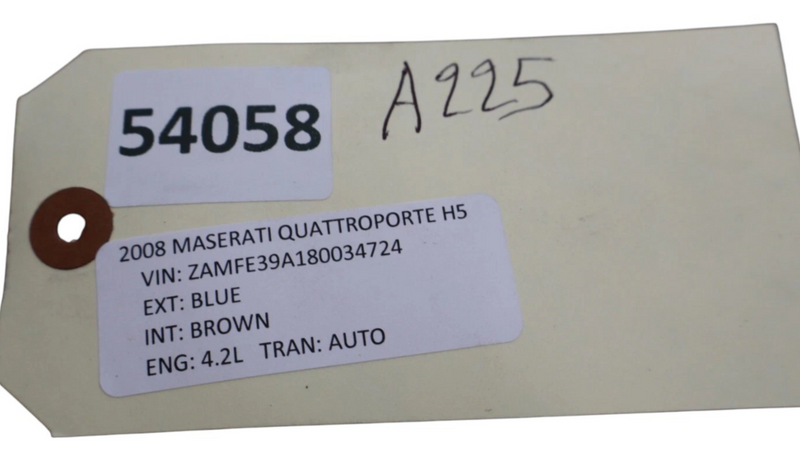 54058
A225
2008 MASERATI QUATTROPORTE H5
VIN: ZAMFE39A180034724
EXT: BLUE
INT: BROWN
ENG: 4.2L TRAN: AUTO